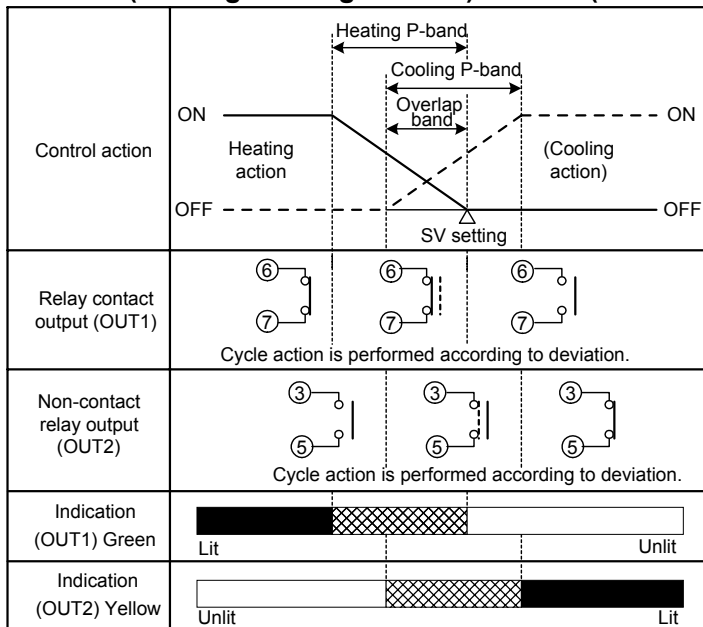 Heating P-band
Cooling P-band
Overlap
band
ON
ON
Control action
Heating
action
(Cooling
action)
OFF
OFF
SV setting
Relay contact
output (OUT1)
6
7
6
7
6
7
Cycle action is performed according to deviation.
Non-contact
relay output
(OUT2)
3
5
3
5
3
5
Cycle action is performed according to deviation.
Indication
(OUT1) Green
Lit
Unlit
Indication
(OUT2) Yellow
Unlit
Lit